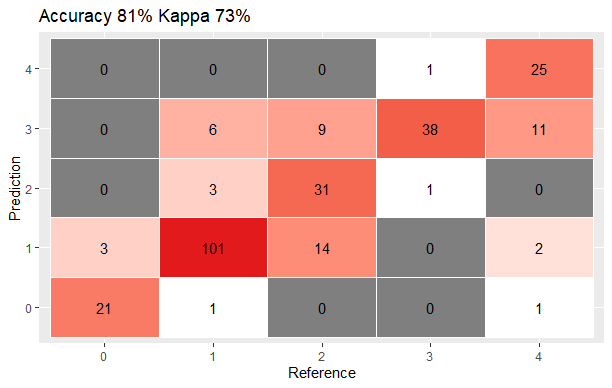 Accuracy 81% Kappa 73%
4 0 0 0 1 25
3 0 6 9 38 11
Prediction
2 0 3 31 1 0
1 3 101 14 0 2
0 21 1 0 0 1
0 1 2 3 4
Reference